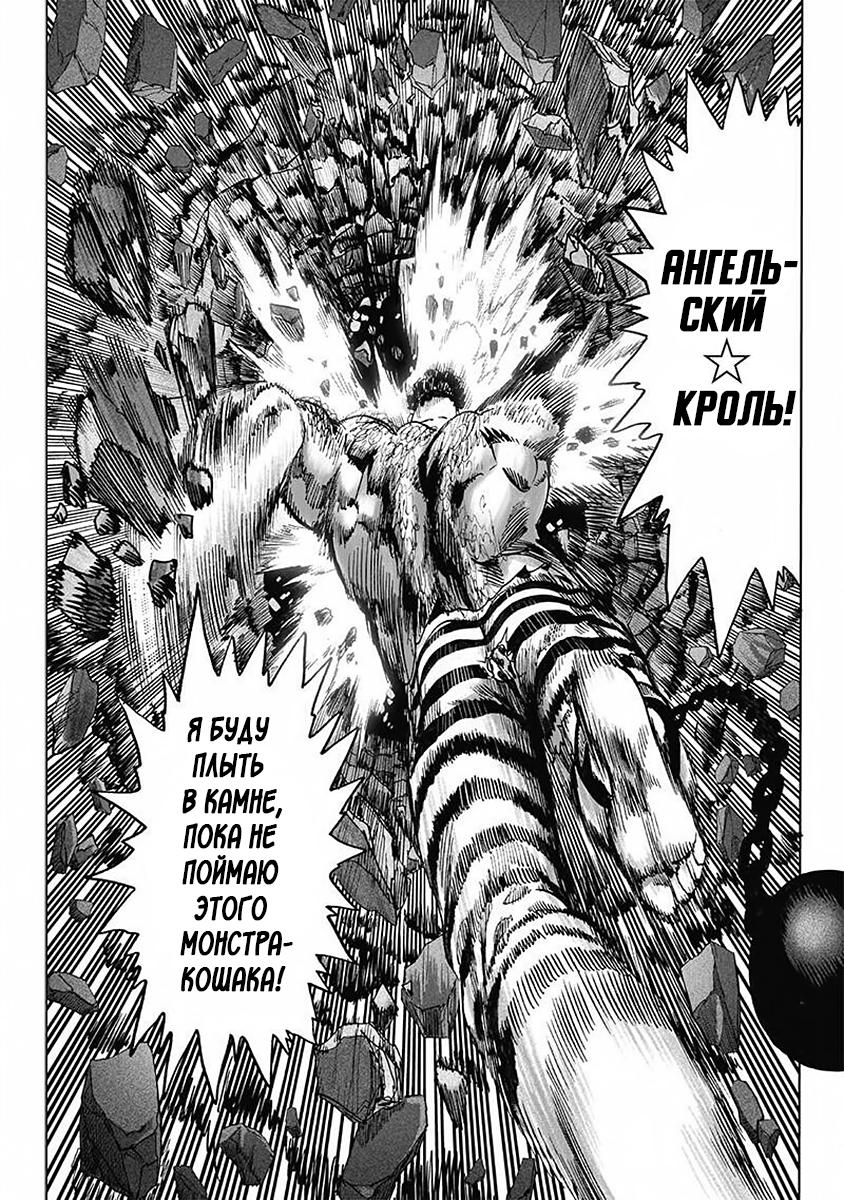 АНГЕЛЬ-
СКИЙ
☆
КРОЛЬ!
Я БУДУ
ПЛЫТЬ
В КАМНЕ,
ПОКА НЕ
ПОЙМАЮ
ЭТОГО
МОНСТРА-
КОШАКА!